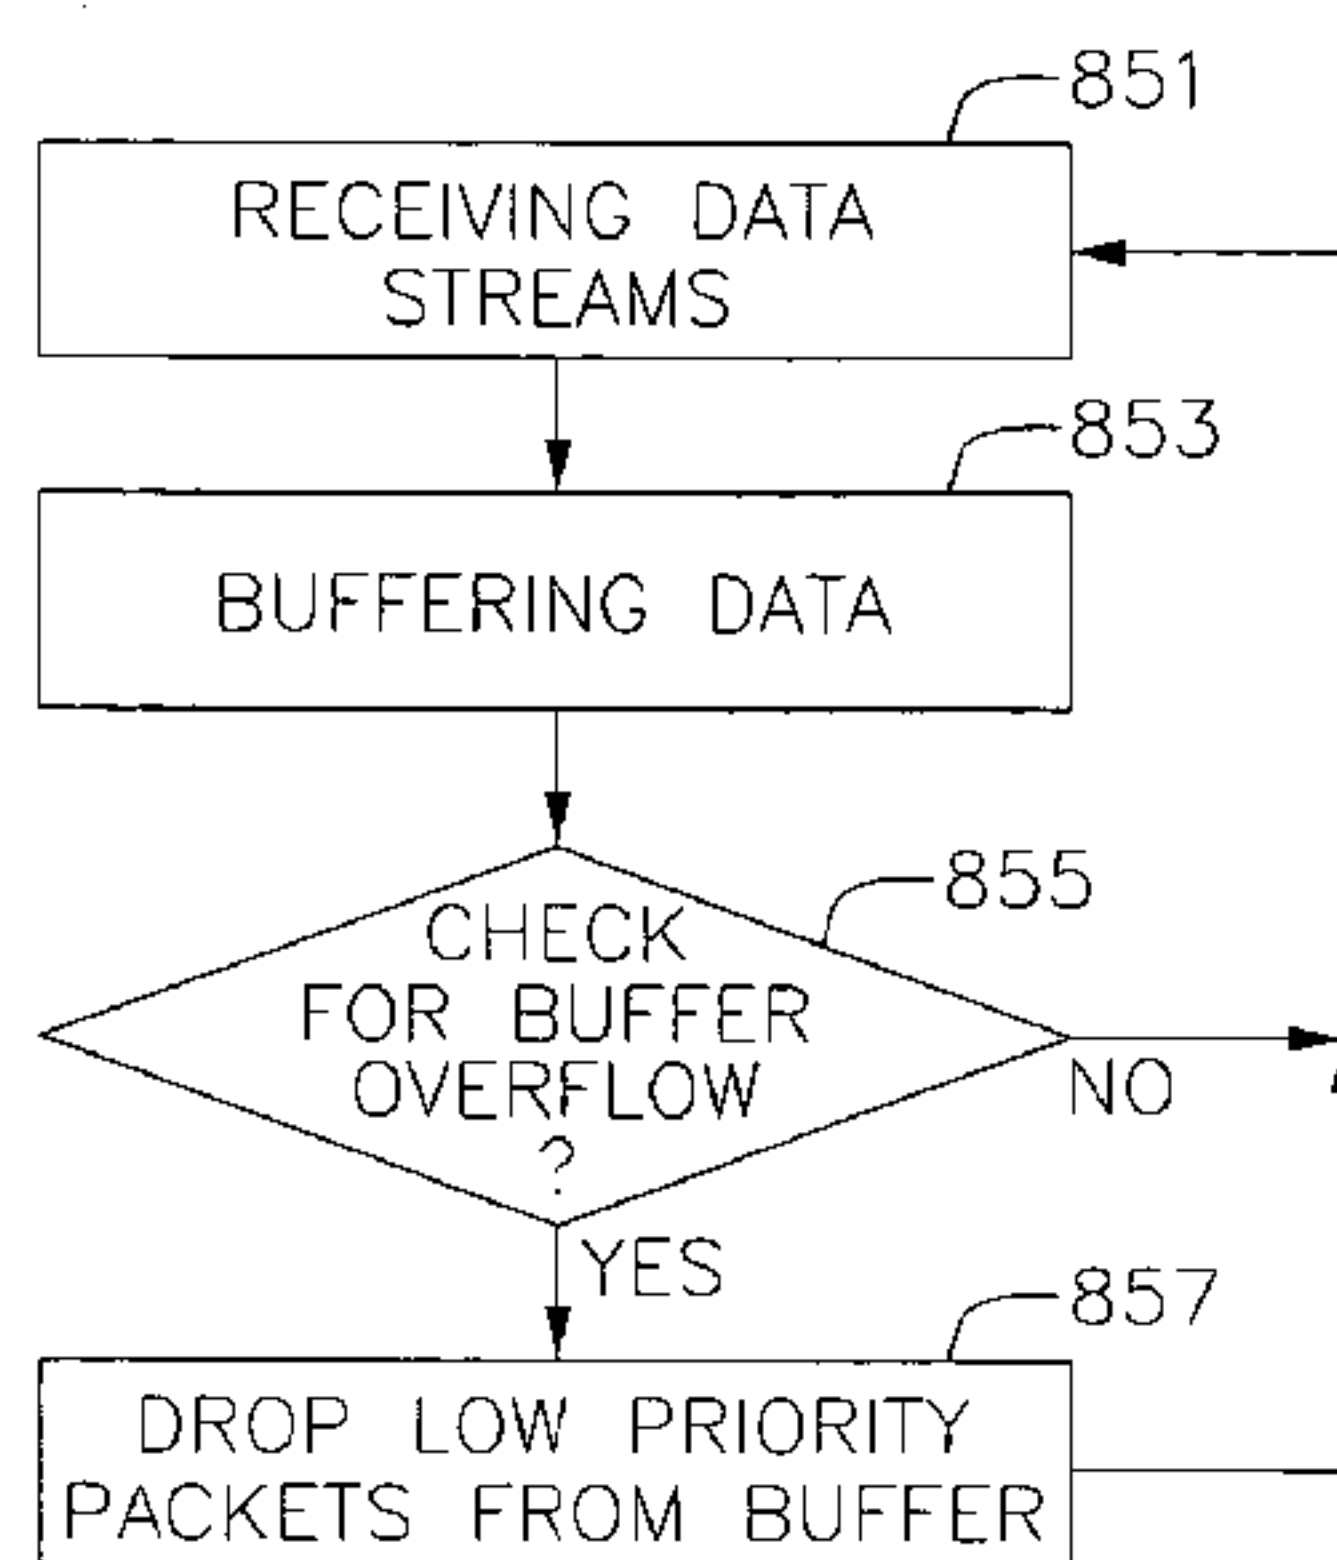 851
RECEIVING DATA
STREAMS
853
BUFFERING DATA
855
CHECK
FOR BUFFER
OVERFLOW
?
NO
YES
857
DROP LOW PRIORITY
PACKETS FROM BUFFER